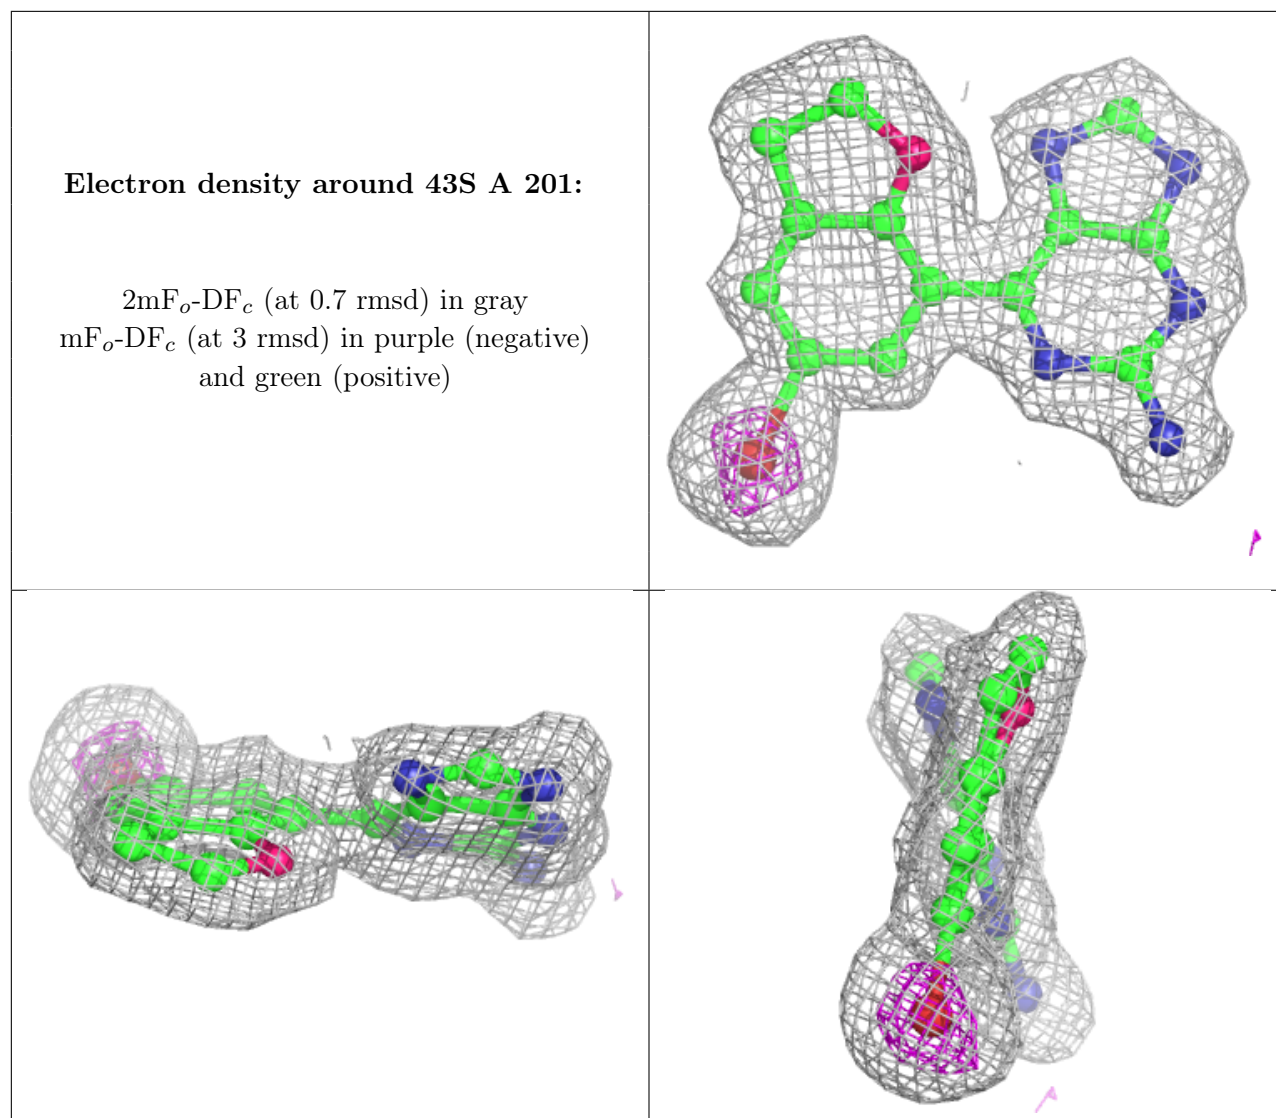 Electron density around 43S A 201:
2mFo-DFc (at 0.7 rmsd) in gray
mFo-DFc (at 3 rmsd) in purple (negative)
and green (positive)